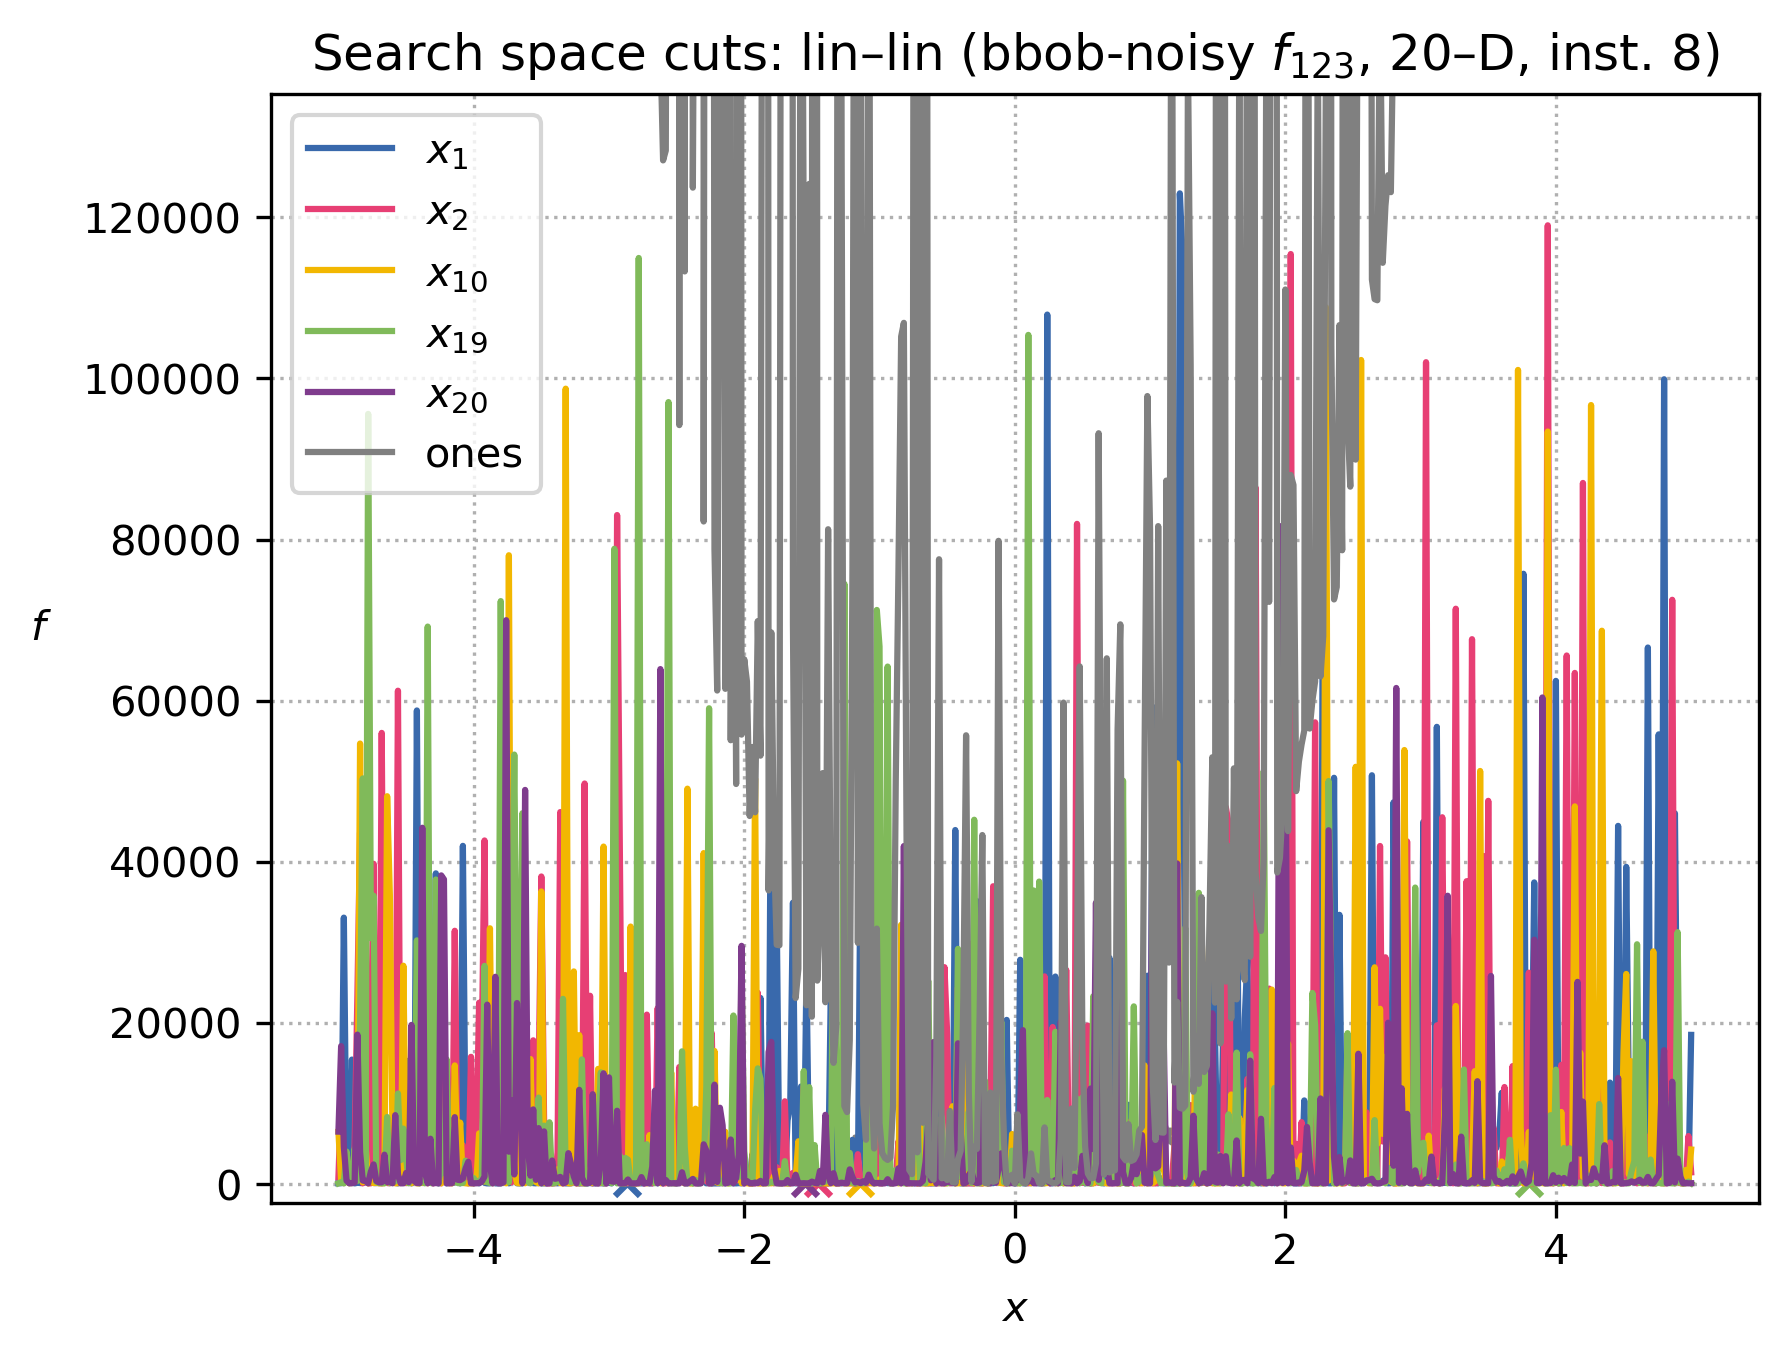 Search space cuts: lin–lin (bbob-noisy f₁₂₃, 20–D, inst. 8)
x₁
x₂
x₁₀
x₁₉
x₂₀
ones
120000
100000
80000
60000
40000
20000
0
f
−4 −2 0 2 4
x